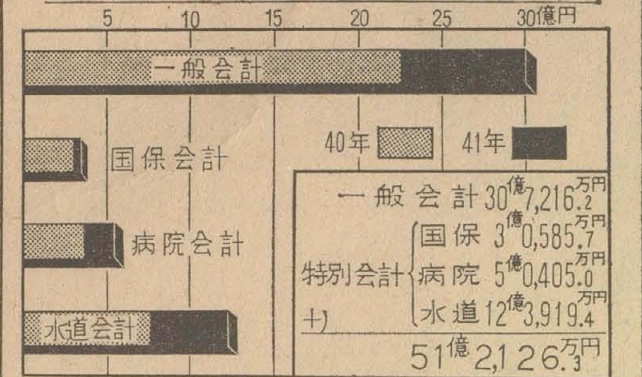 5 10 15 20 25 30億円
一般会計
国保会計
病院会計
水道会計
40年 41年
一般会計 30億7,216.2万円
特別会計
国保 3億0,585.7万円
病院 5億0,405.0万円
+) 水道 12億3,919.4万円
51億2,126.3万円